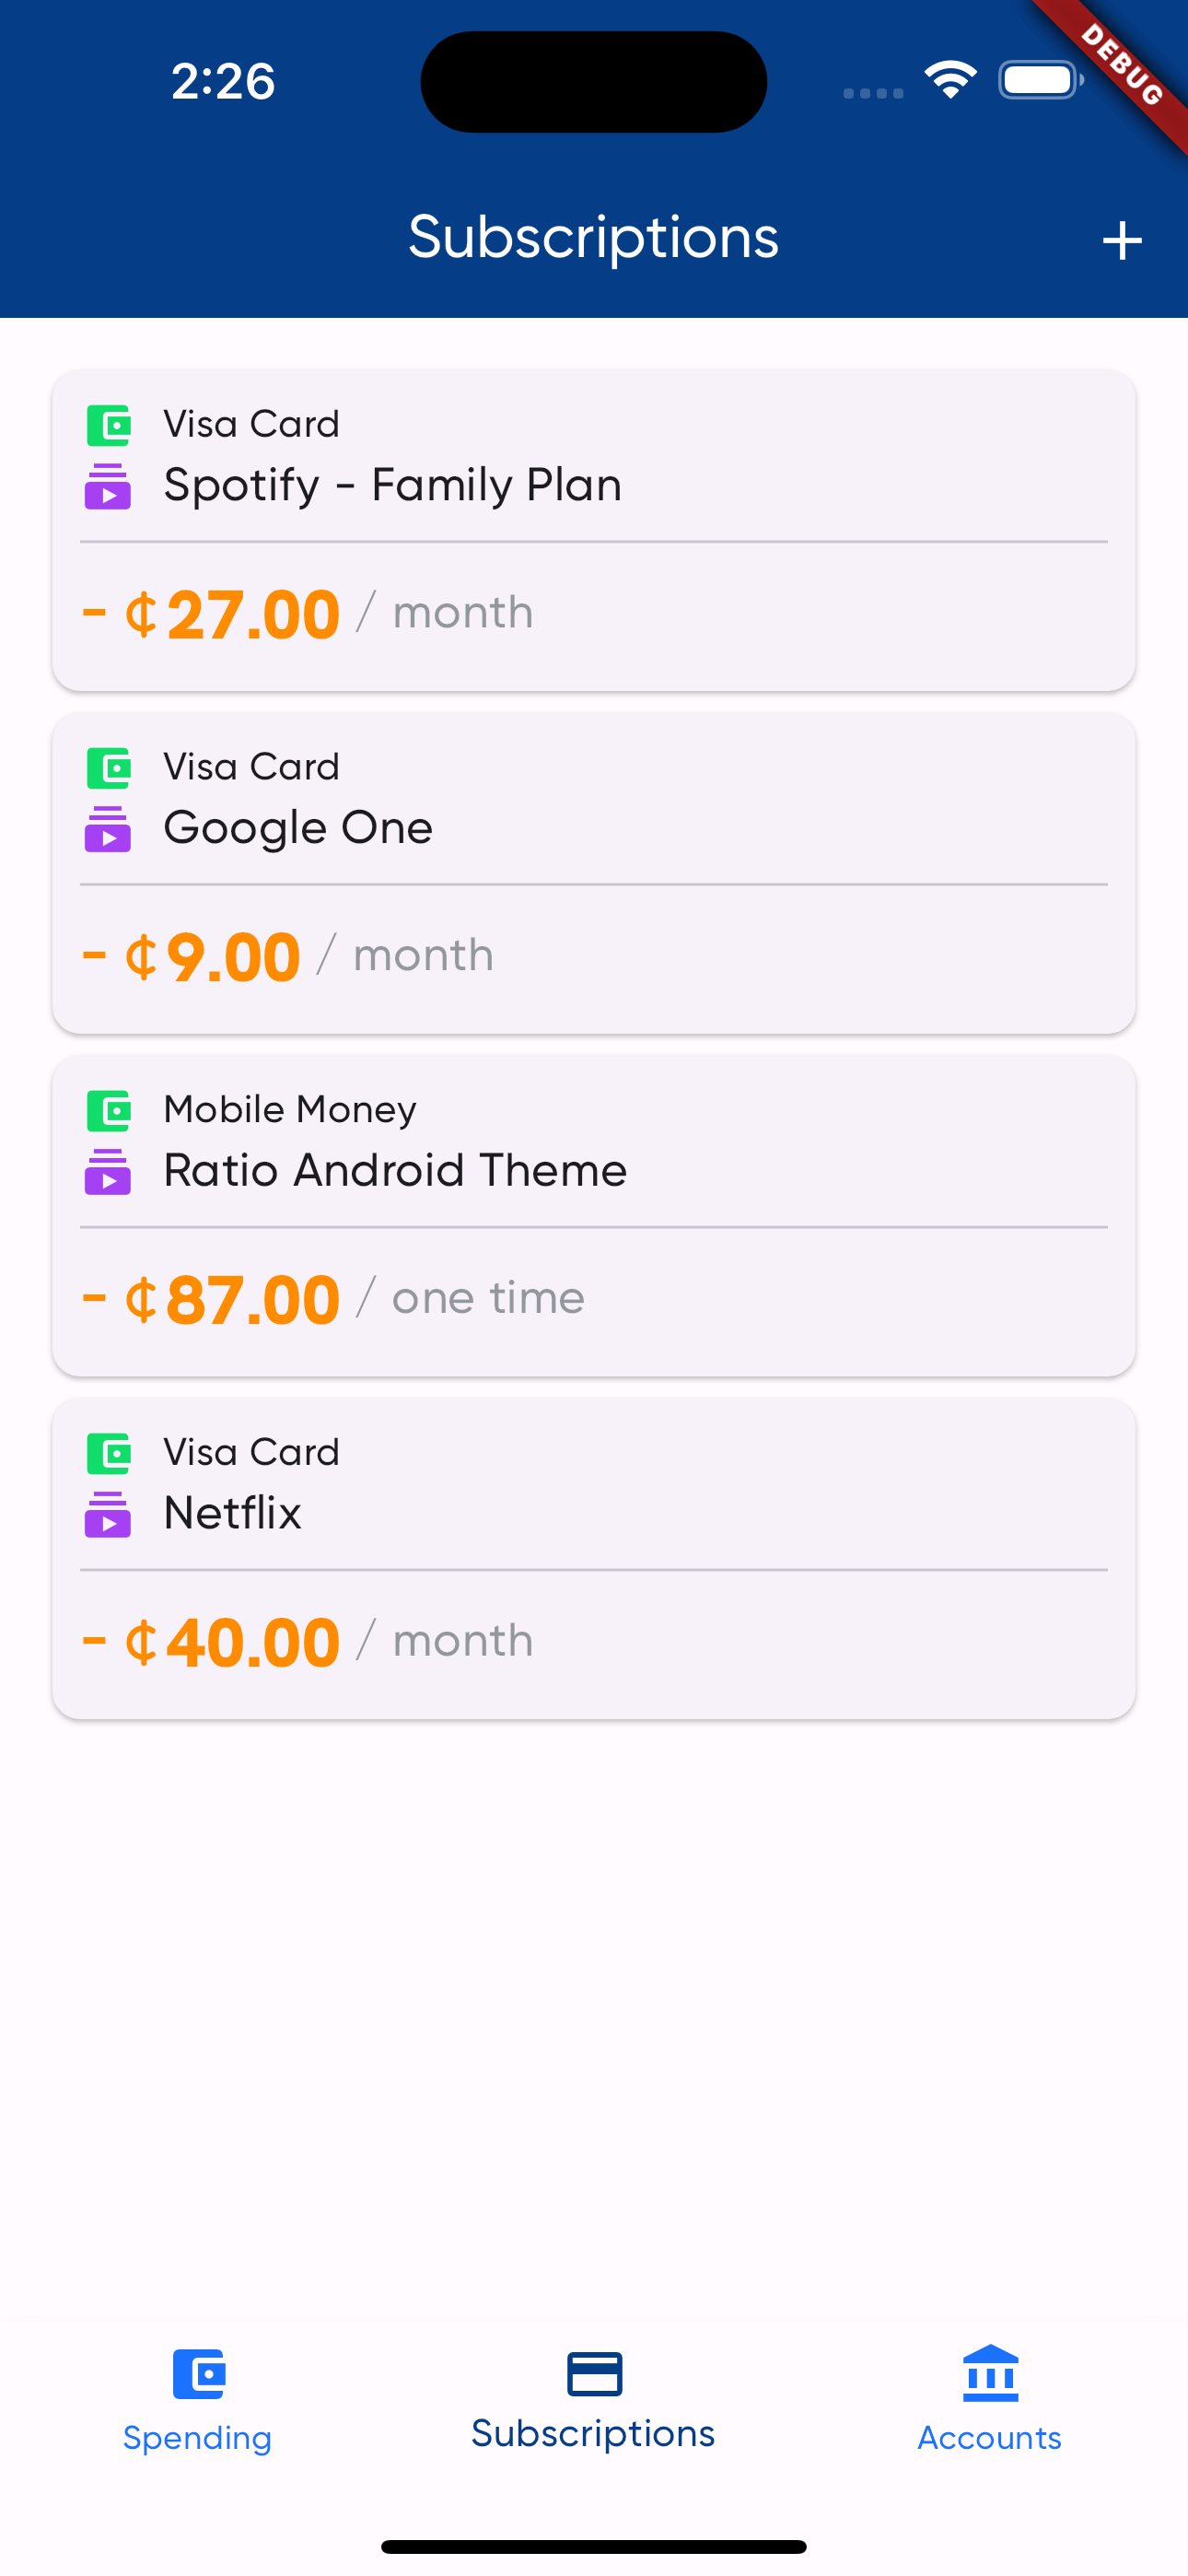 2:26
DEBUG
Subscriptions
+
Visa Card
Spotify - Family Plan
- ₵27.00 / month
Visa Card
Google One
- ₵9.00 / month
Mobile Money
Ratio Android Theme
- ₵87.00 / one time
Visa Card
Netflix
- ₵40.00 / month
Spending
Subscriptions
Accounts